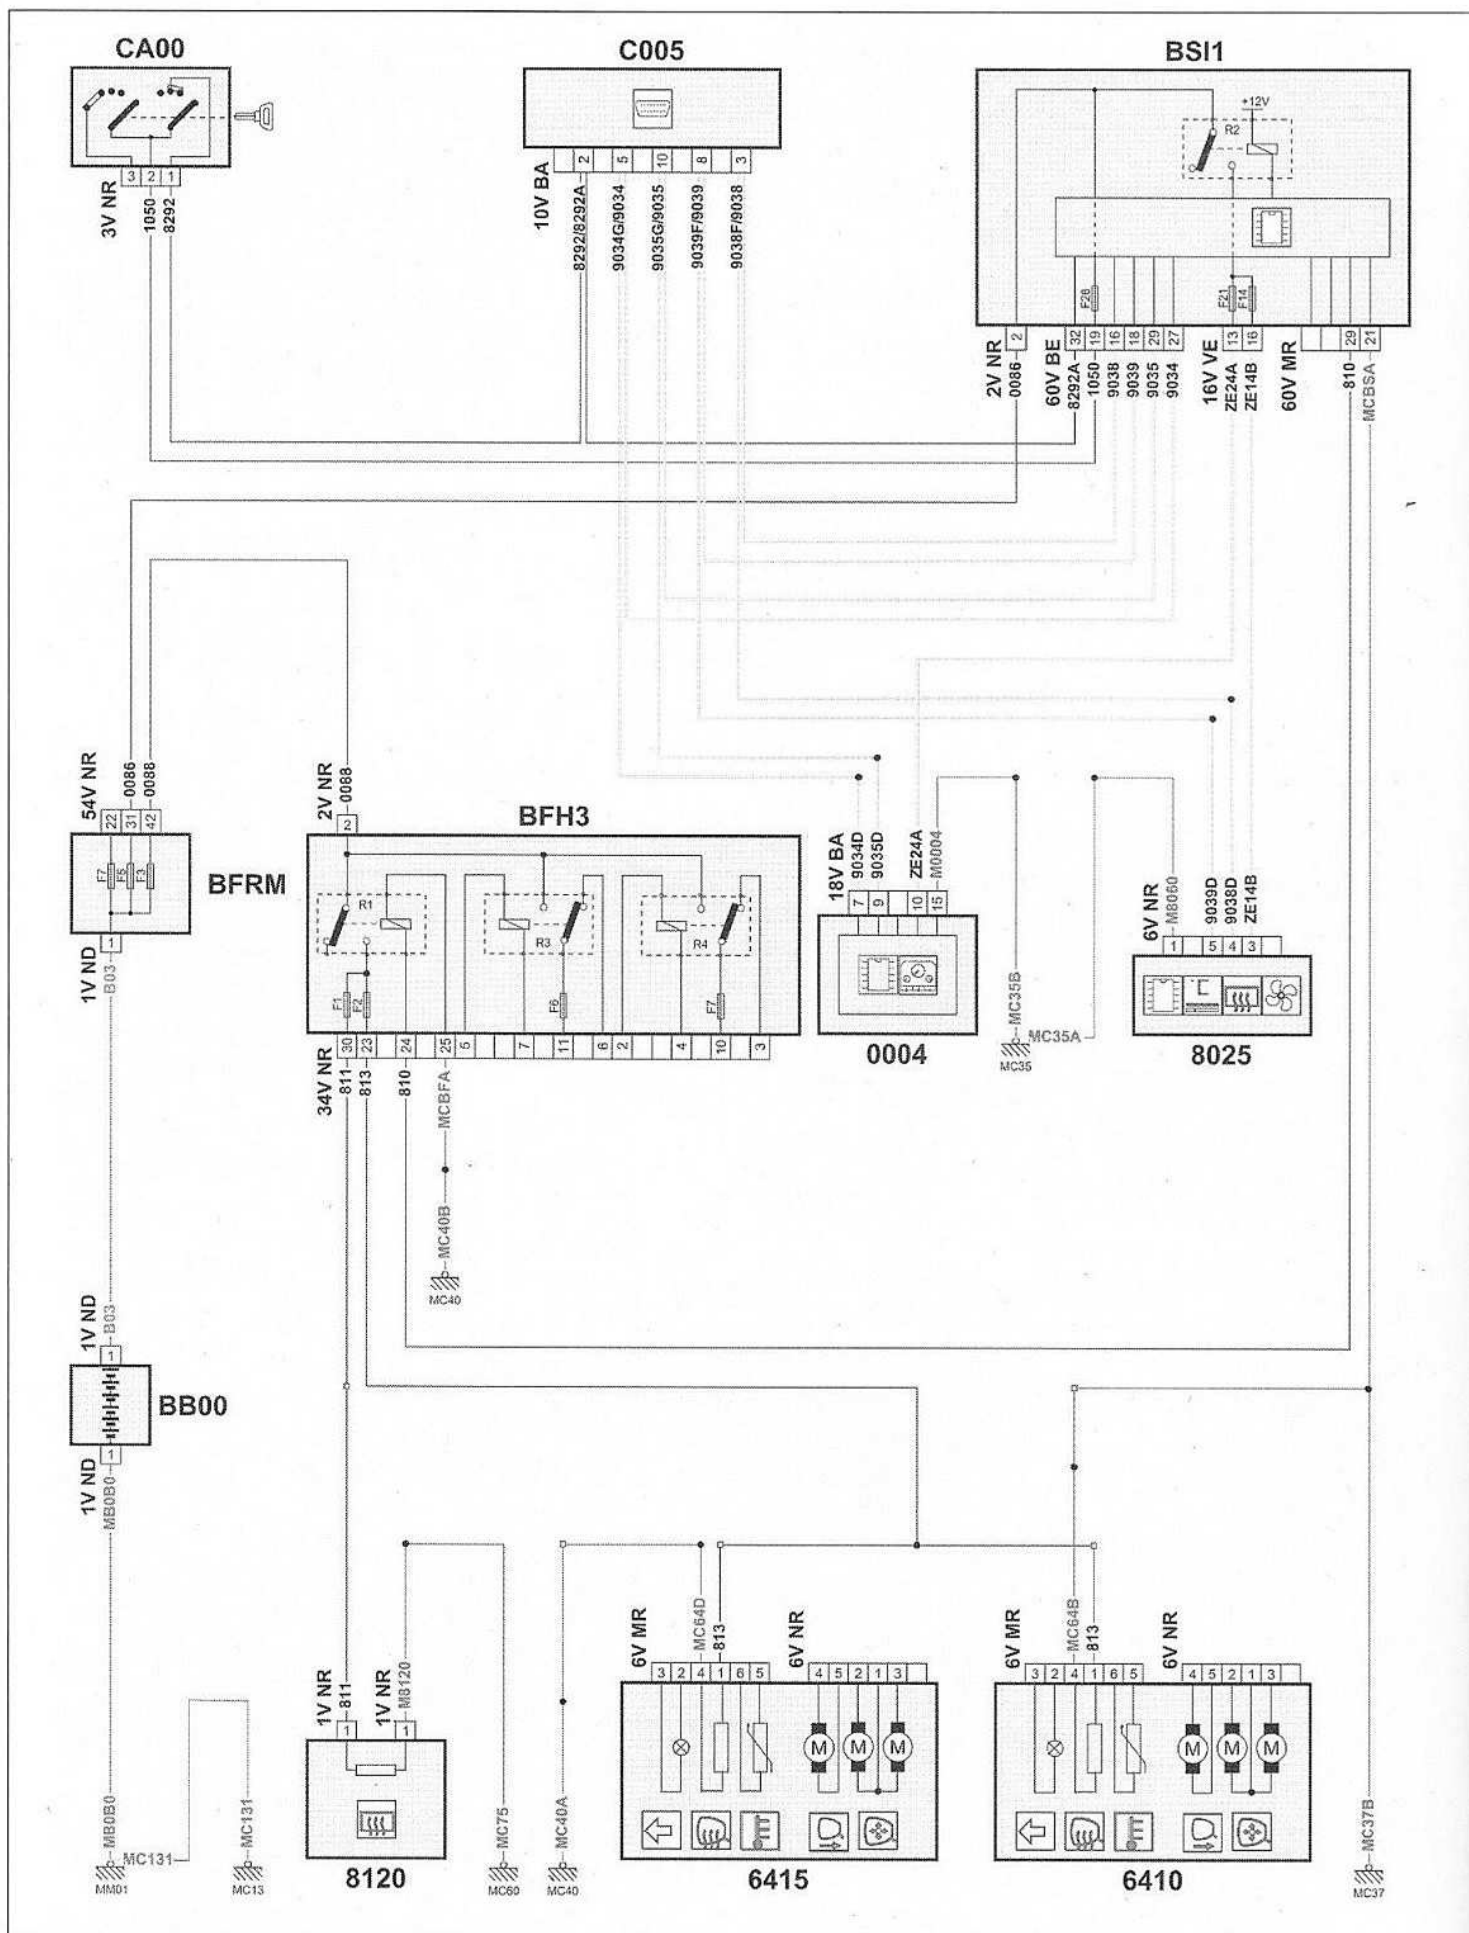 CA00
C005
BSI1
+12V
R2
3 2 1
3V NR
1050
8292
2 5 10 8 3
10V BA
8292/8292A
9034G/9034
9035G/9035
9039F/9039
9038F/9038
F26
F21
F14
2 32 19 16 18 29 27 13 16 29 21
2V NR
0086
60V BE
8292A
1050
9038
9039
9035
9034
16V VE
ZE24A
ZE14B
60V MR
810
MCBSA
54V NR
0086
0088
22 31 42
F7
F5
F3
BFRM
1
1V ND
B03
2V NR
0088
2
BFH3
R1
R3
R4
F1
F2
F6
F7
30 23 24 25 5 7 11 6 2 4 10 3
34V NR
811
813
810
MCBFA
MC40B
MC40
18V BA
9034D
9035D
ZE24A
M0004
7 9 10 15
0004
MC35B
MC35A
MC35
6V NR
M8060
9039D
9038D
ZE14B
1 5 4 3
8025
1V ND
B03
1
BB00
1
1V ND
MB0B0
MB0B0
MC131
MM01
MC131
MC13
1V NR
811
1V NR
M8120
1 1
8120
MC75
MC60
MC40A
MC40
6V MR
MC64D
813
6V NR
3 2 4 1 6 5 4 5 2 1 3
M M M
6415
6V MR
MC64B
813
6V NR
3 2 4 1 6 5 4 5 2 1 3
M M M
6410
MC37B
MC37